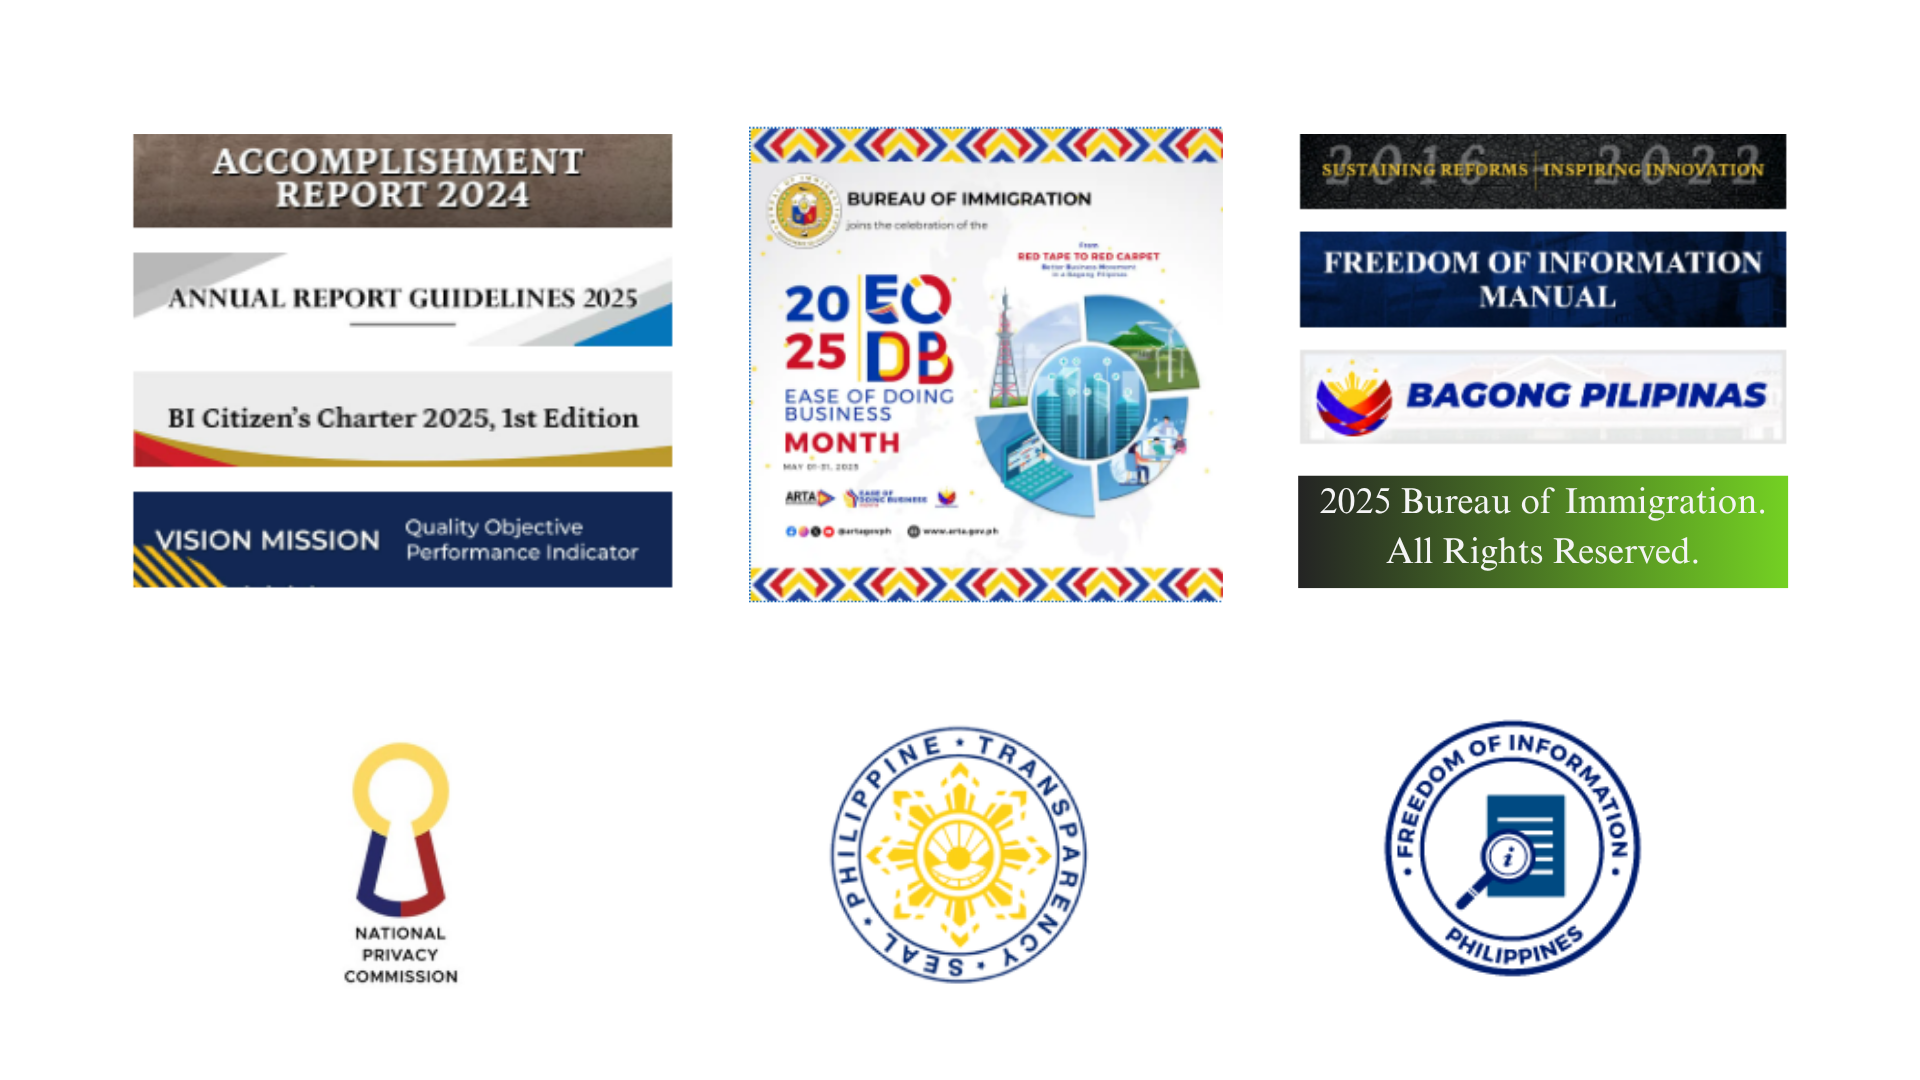 ACCOMPLISHMENT
REPORT 2024
ANNUAL REPORT GUIDELINES 2025
BI Citizen's Charter 2025, 1st Edition
VISION MISSION
Quality Objective
Performance Indicator
BUREAU OF IMMIGRATION
joins the celebration of the
From
RED TAPE TO RED CARPET
Better Business Movement
in a Bagong Pilipinas
20 EO
25 DB
EASE OF DOING
BUSINESS
MONTH
MAY 01-31, 2025
ARTA
EASE OF
DOING BUSINESS
@artagovph
www.arta.gov.ph
2016 2022
SUSTAINING REFORMS INSPIRING INNOVATION
FREEDOM OF INFORMATION
MANUAL
BAGONG PILIPINAS
2025 Bureau of Immigration.
All Rights Reserved.
NATIONAL
PRIVACY
COMMISSION
PHILIPPINE ★ TRANSPARENCY ★ SEAL ★
• FREEDOM OF INFORMATION •
i
PHILIPPINES